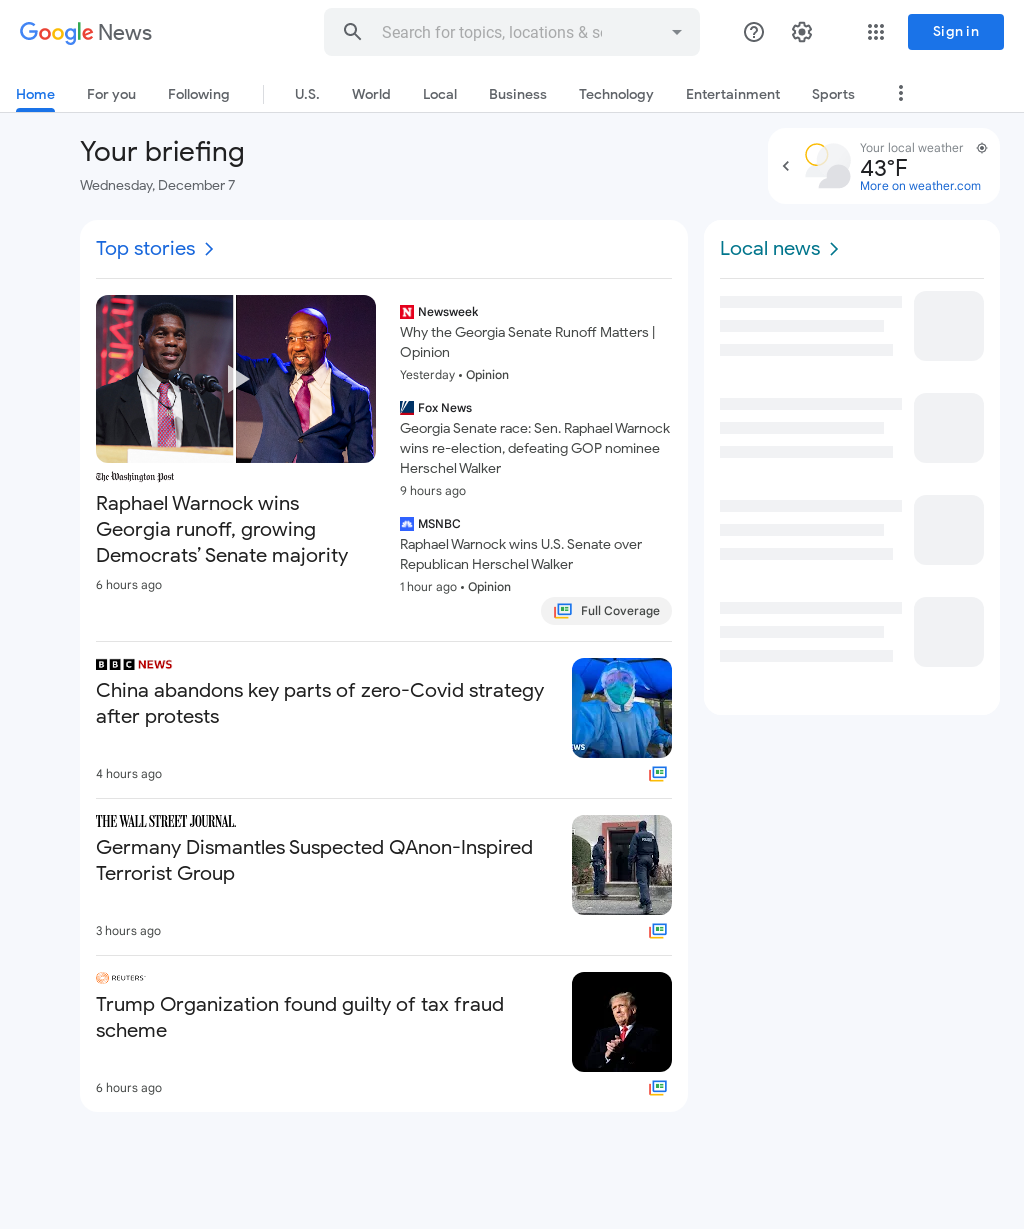 Google News
Search for topics, locations & so
Sign in
Home For you Following U.S. World Local Business Technology Entertainment Sports
Your briefing
Wednesday, December 7
Your local weather
43°F
More on weather.com
Top stories
The Washington Post
Raphael Warnock wins
Georgia runoff, growing
Democrats’ Senate majority
6 hours ago
Newsweek
Why the Georgia Senate Runoff Matters |
Opinion
Yesterday • Opinion
Fox News
Georgia Senate race: Sen. Raphael Warnock
wins re-election, defeating GOP nominee
Herschel Walker
9 hours ago
MSNBC
Raphael Warnock wins U.S. Senate over
Republican Herschel Walker
1 hour ago • Opinion
Full Coverage
BBC NEWS
China abandons key parts of zero-Covid strategy
after protests
4 hours ago
THE WALL STREET JOURNAL.
Germany Dismantles Suspected QAnon-Inspired
Terrorist Group
3 hours ago
REUTERS
Trump Organization found guilty of tax fraud
scheme
6 hours ago
Local news